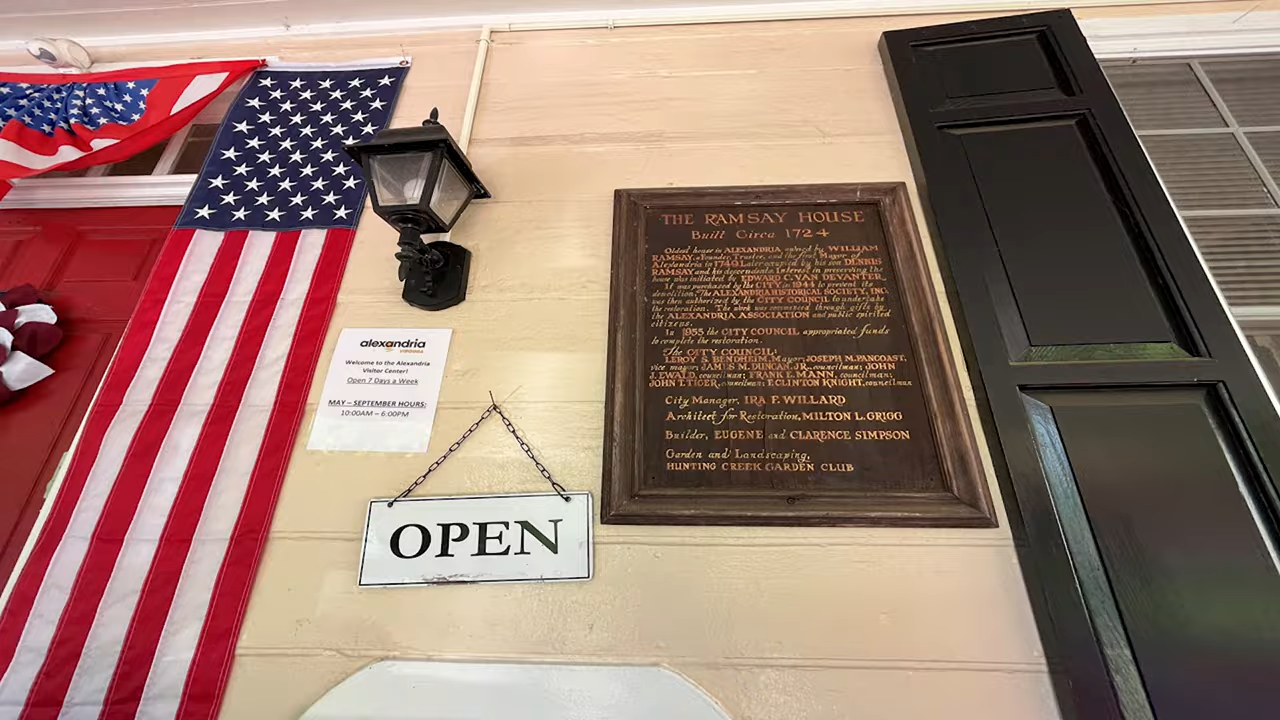 alexandria
VIRGINIA
Welcome to the Alexandria
Visitor Center!
Open 7 Days a Week
MAY – SEPTEMBER HOURS:
10:00AM – 6:00PM
OPEN
THE RAMSAY HOUSE
Built Circa 1724
Oldest house in ALEXANDRIA owned by WILLIAM
RAMSAY, a Founder, Trustee, and the first Mayor of
Alexandria in 1749. Later occupied by his son DENNIS
RAMSAY and his descendants. Interest in preserving the
house was initiated by EDWARD C. VAN DEVANTER.
It was purchased by the CITY in 1944 to prevent its
demolition. The ALEXANDRIA HISTORICAL SOCIETY, INC.
was then authorized by the CITY COUNCIL to undertake
the restoration. The work was commenced through gifts by
the ALEXANDRIA ASSOCIATION and public spirited
citizens.
In 1955 the CITY COUNCIL appropriated funds
to complete the restoration.
The CITY COUNCIL:
LEROY S. BENDHEIM, Mayor; JOSEPH M. PANCOAST,
vice mayor; JAMES M. DUNCAN, JR., councilman; JOHN
J. EWALD, councilman; FRANK E. MANN, councilman;
JOHN T. TICER, councilman; E. CLINTON KNIGHT, councilman
City Manager, IRA F. WILLARD
Architect for Restoration, MILTON L. GRIGG
Builder, EUGENE and CLARENCE SIMPSON
Garden and Landscaping,
HUNTING CREEK GARDEN CLUB